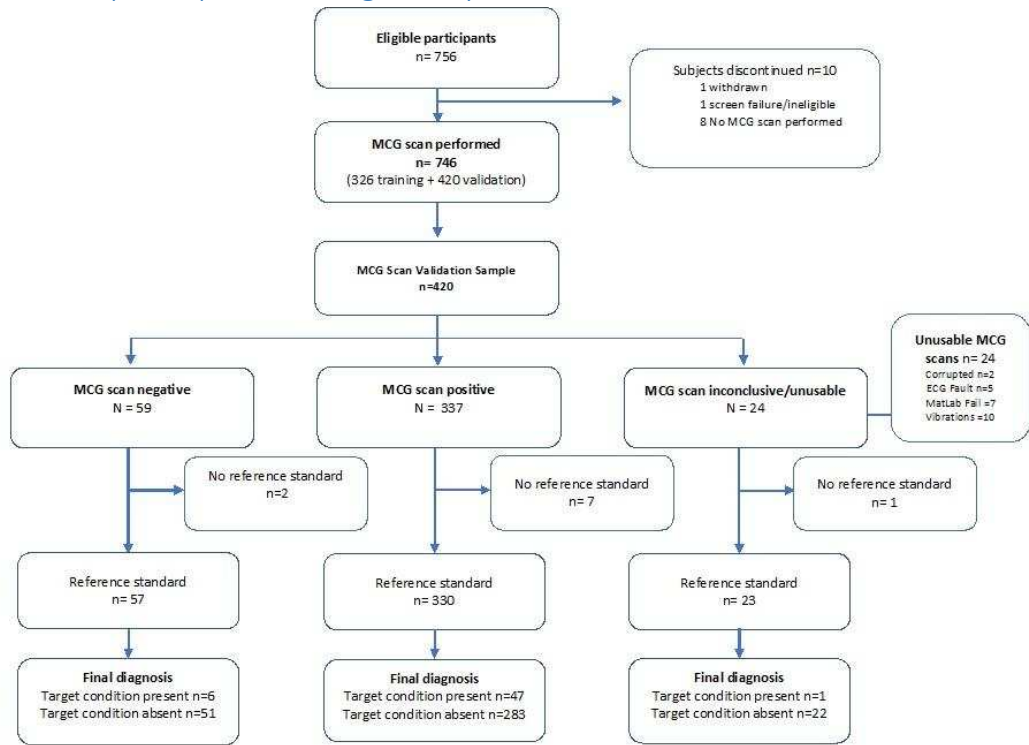 Eligible participants
n= 756
Subjects discontinued n=10
1 withdrawn
1 screen failure/ineligible
8 No MCG scan performed
MCG scan performed
n= 746
(326 training + 420 validation)
MCG Scan Validation Sample
n=420
Unusable MCG
scans n= 24
Corrupted n=2
ECG Fault n=5
MatLab Fail =7
Vibrations =10
MCG scan negative
N = 59
MCG scan positive
N = 337
MCG scan inconclusive/unusable
N = 24
No reference standard
n=2
No reference standard
n= 7
No reference standard
n= 1
Reference standard
n= 57
Reference standard
n= 330
Reference standard
n= 23
Final diagnosis
Target condition present n=6
Target condition absent n=51
Final diagnosis
Target condition present n=47
Target condition absent n=283
Final diagnosis
Target condition present n=1
Target condition absent n=22